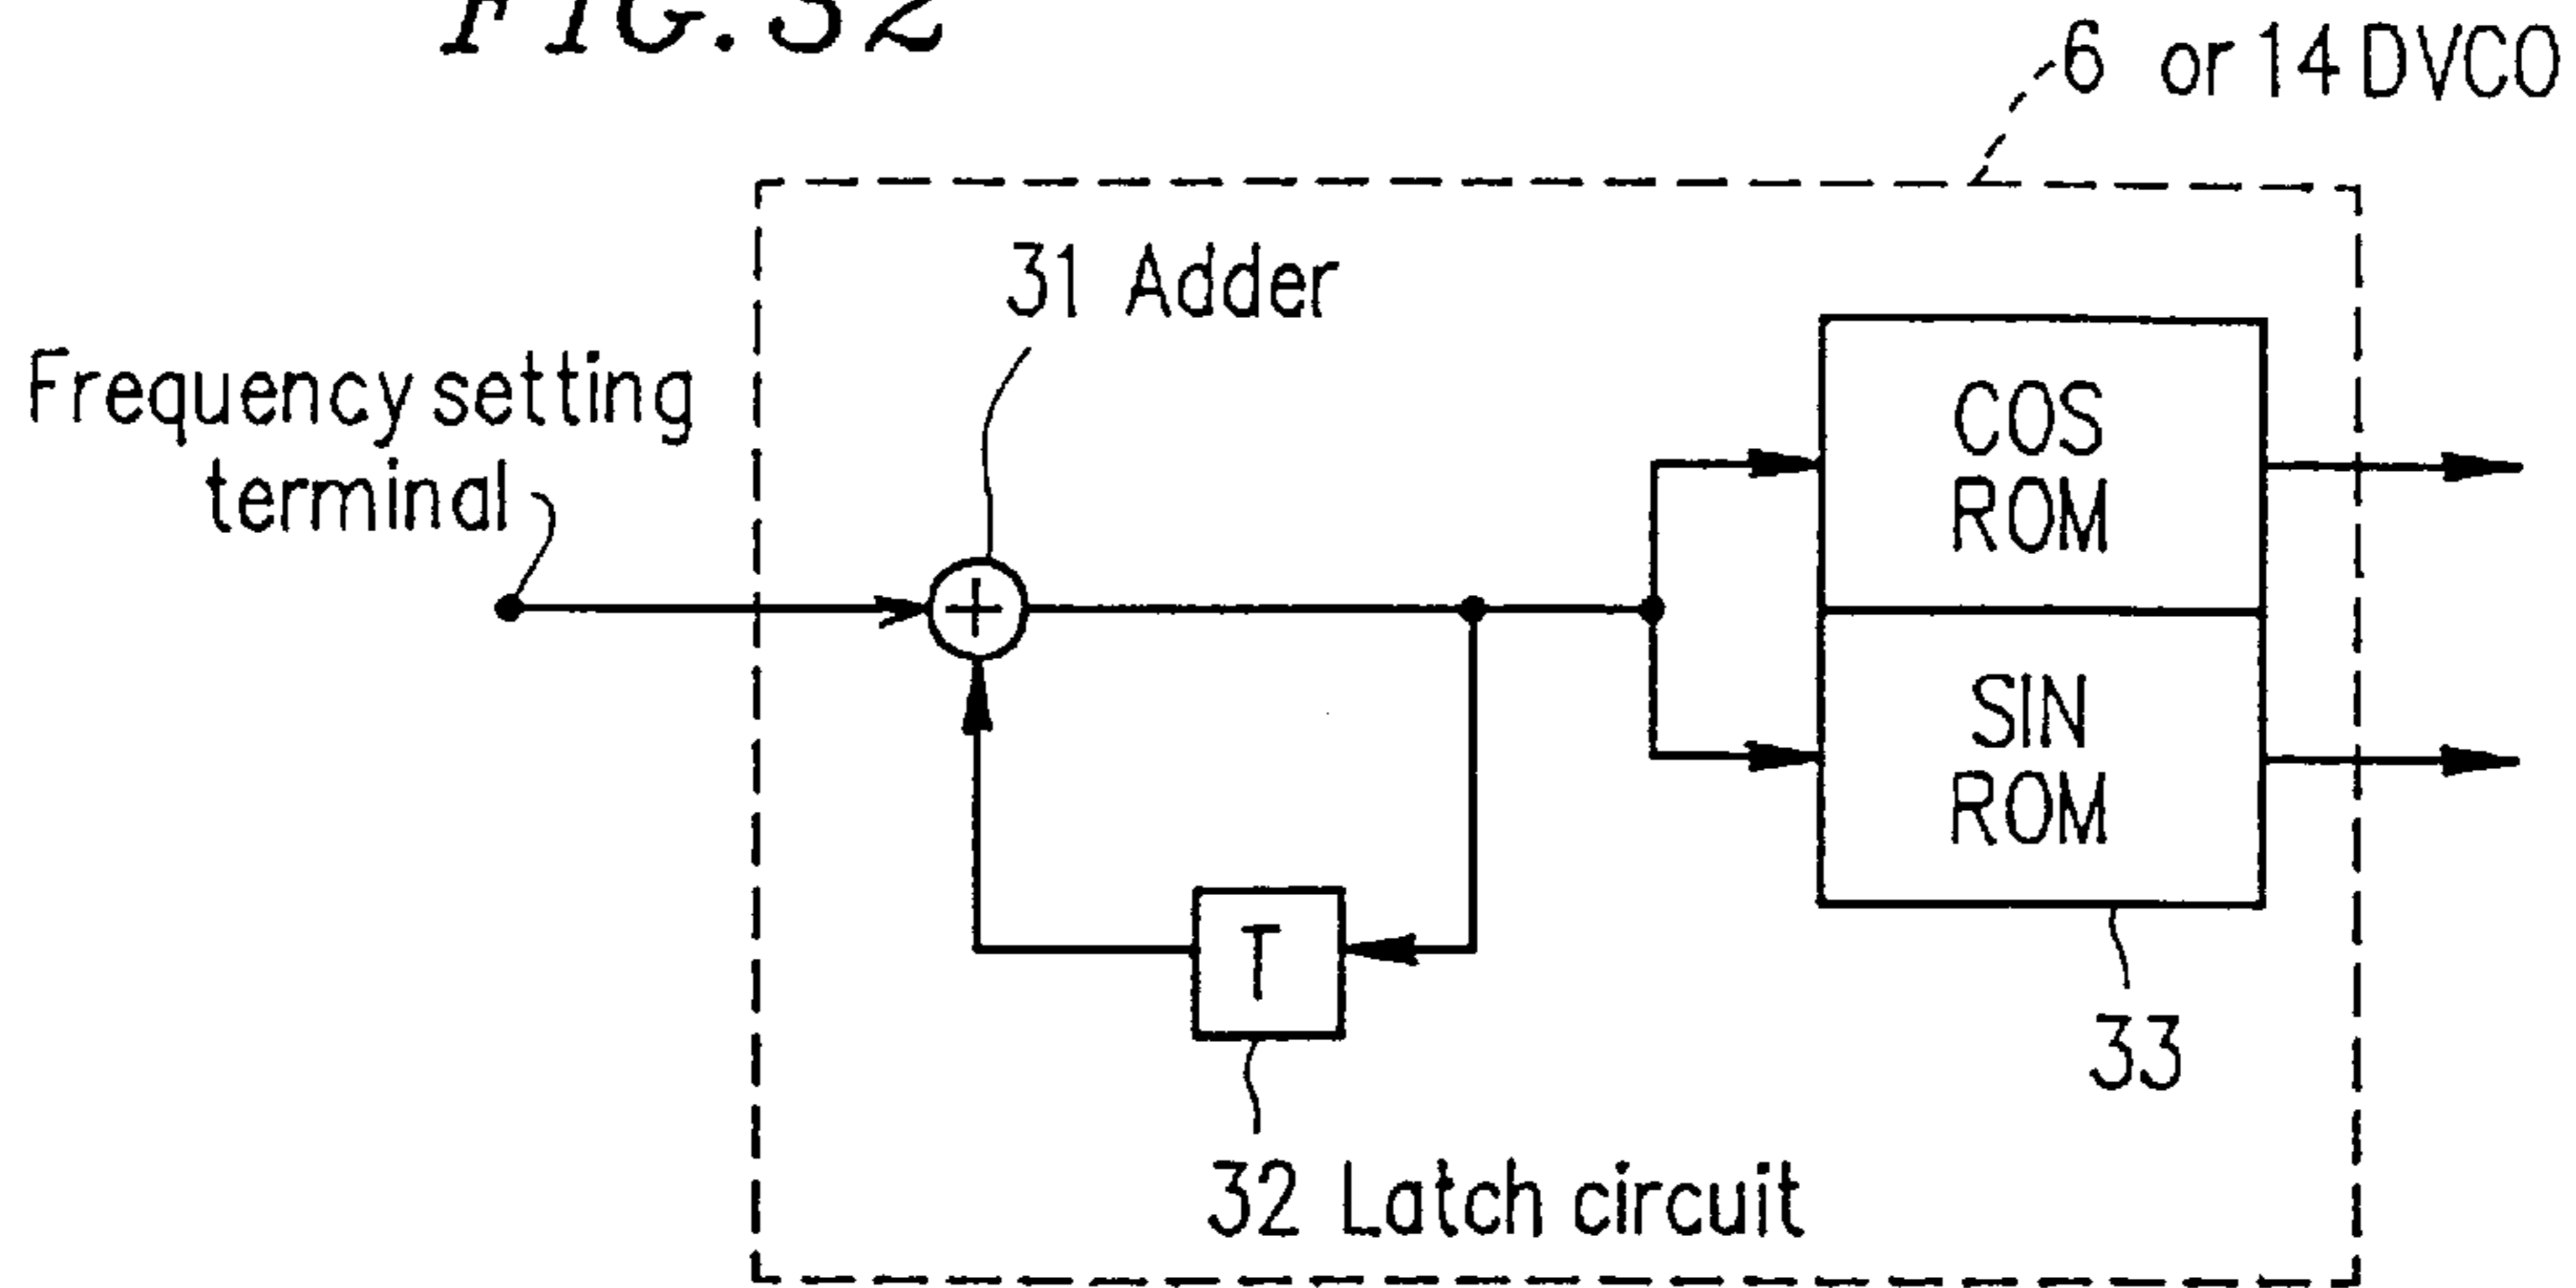 FIG. 32
6 or 14 DVCO
31 Adder
Frequency setting
terminal
+
COS
ROM
SIN
ROM
T
33
32 Latch circuit